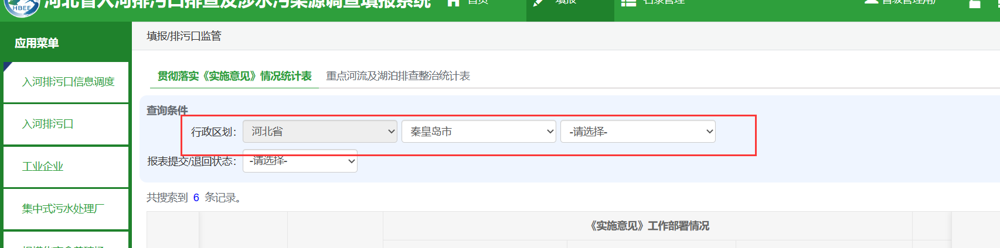 HBEE 河北省入河排污口排查及涉水污染源调查填报系统 首页 填报 名录管理 省级管理用户
应用菜单
填报/排污口监管
入河排污口信息调度
贯彻落实《实施意见》情况统计表 重点河流及湖泊排查整治统计表
入河排污口
查询条件
行政区划: 河北省 秦皇岛市 -请选择-
工业企业
报表提交/退回状态: -请选择-
共搜索到 6 条记录。
集中式污水处理厂
《实施意见》工作部署情况